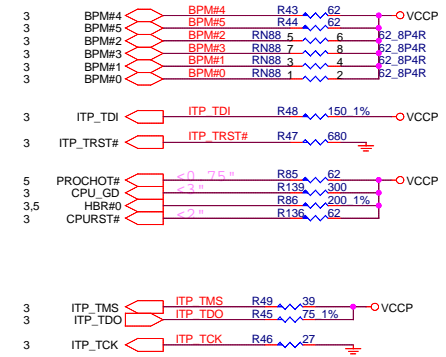 3 BPM#4 BPM#4 R43 62 VCCP
3 BPM#5 BPM#5 R44 62
3 BPM#2 BPM#2 RN88 5 6 62_8P4R
3 BPM#3 BPM#3 RN88 7 8 62_8P4R
3 BPM#1 BPM#1 RN88 3 4 62_8P4R
3 BPM#0 BPM#0 RN88 1 2 62_8P4R
3 ITP_TDI ITP_TDI R48 150_1% VCCP
3 ITP_TRST# ITP_TRST# R47 680
5 PROCHOT# <0.75" R85 62 VCCP
3 CPU_GD <3" R139 300
3,5 HBR#0 R86 200_1%
3 CPURST# <2" R136 62
3 ITP_TMS ITP_TMS R49 39 VCCP
3 ITP_TDO ITP_TDO R45 75_1%
3 ITP_TCK ITP_TCK R46 27